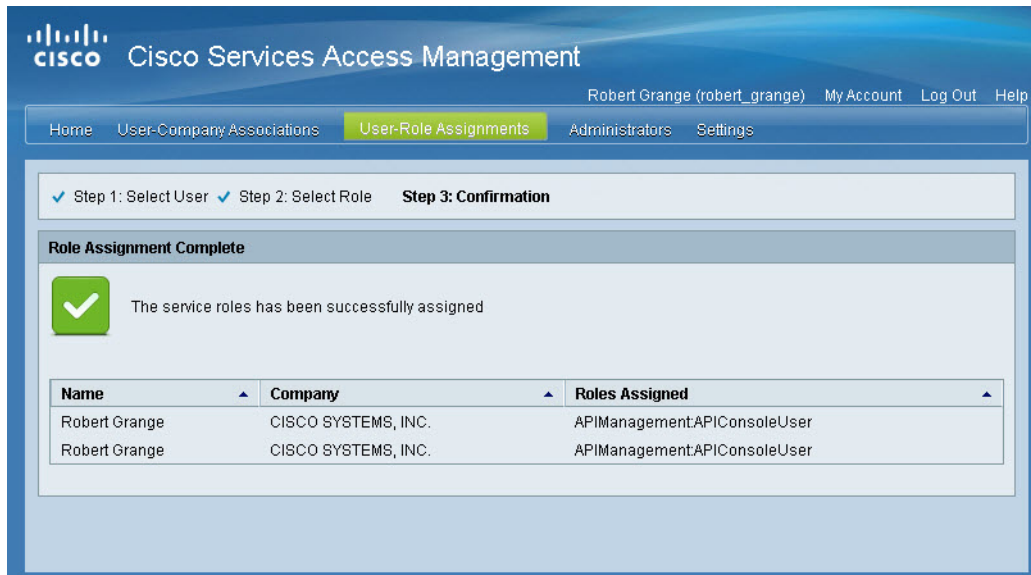 CISCO Cisco Services Access Management
Robert Grange (robert_grange) My Account Log Out Help
Home User-Company Associations User-Role Assignments Administrators Settings
Step 1: Select User Step 2: Select Role Step 3: Confirmation
Role Assignment Complete
The service roles has been successfully assigned
Name Company Roles Assigned
Robert Grange CISCO SYSTEMS, INC. APIManagement:APIConsoleUser
Robert Grange CISCO SYSTEMS, INC. APIManagement:APIConsoleUser